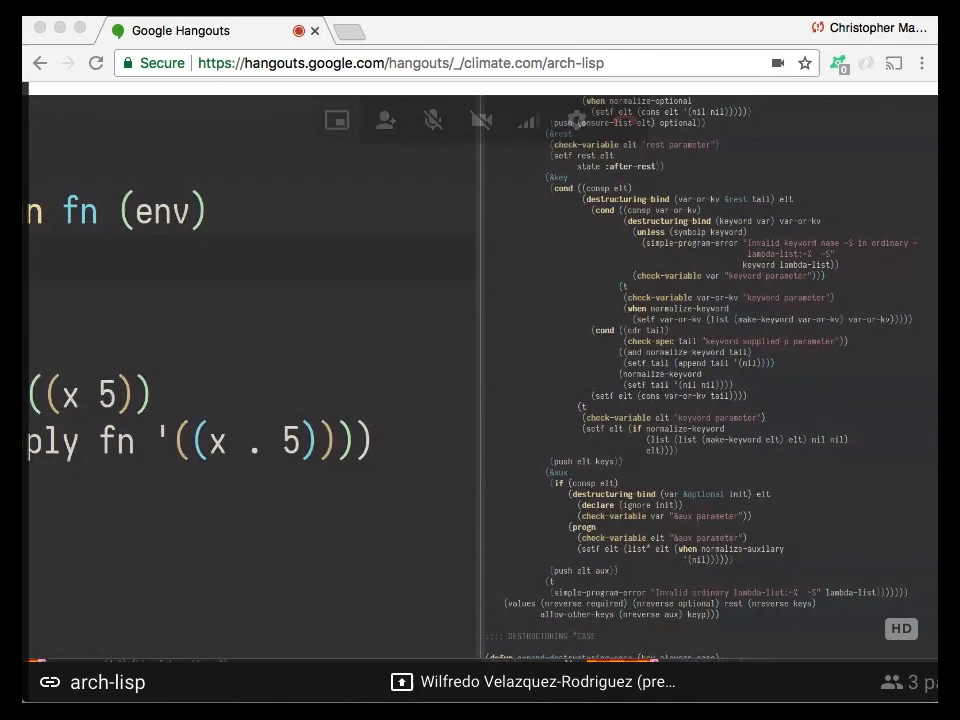 Google Hangouts
Christopher Ma...
Secure
https://hangouts.google.com/hangouts/_/climate.com/arch-lisp
0
n fn (env)
((x 5))
ply fn '((x . 5))))
(when normalize-optional
(setf elt (cons elt '(nil nil)))))
(push (ensure-list elt) optional))
(&rest
(check-variable elt "rest parameter")
(setf rest elt
state :after-rest))
(&key
(cond ((consp elt)
(destructuring-bind (var-or-kv &rest tail) elt
(cond ((consp var-or-kv)
(destructuring-bind (keyword var) var-or-kv
(unless (symbolp keyword)
(simple-program-error "Invalid keyword name ~S in ordinary ~
lambda-list:~% ~S"
keyword lambda-list))
(check-variable var "keyword parameter")))
(t
(check-variable var-or-kv "keyword parameter")
(when normalize-keyword
(setf var-or-kv (list (make-keyword var-or-kv) var-or-kv)))))
(cond ((cdr tail)
(check-spec tail "keyword supplied p parameter"))
((and normalize-keyword tail)
(setf tail (append tail '(nil))))
(normalize-keyword
(setf tail '(nil nil))))
(setf elt (cons var-or-kv tail))))
(t
(check-variable elt "keyword parameter")
(setf elt (if normalize-keyword
(list (list (make-keyword elt) elt) nil nil)
elt))))
(push elt keys))
(&aux
(if (consp elt)
(destructuring-bind (var &optional init) elt
(declare (ignore init))
(check-variable var "&aux parameter"))
(progn
(check-variable elt "&aux parameter")
(setf elt (list* elt (when normalize-auxilary
'(nil))))))
(push elt aux))
(t
(simple-program-error "Invalid ordinary lambda-list:~% ~S" lambda-list)))))))
(values (nreverse required) (nreverse optional) rest (nreverse keys)
allow-other-keys (nreverse aux) keyp)))
;;;; DESTRUCTURING *CASE
HD
arch-lisp
Wilfredo Velazquez-Rodriguez (pre...
3 pa